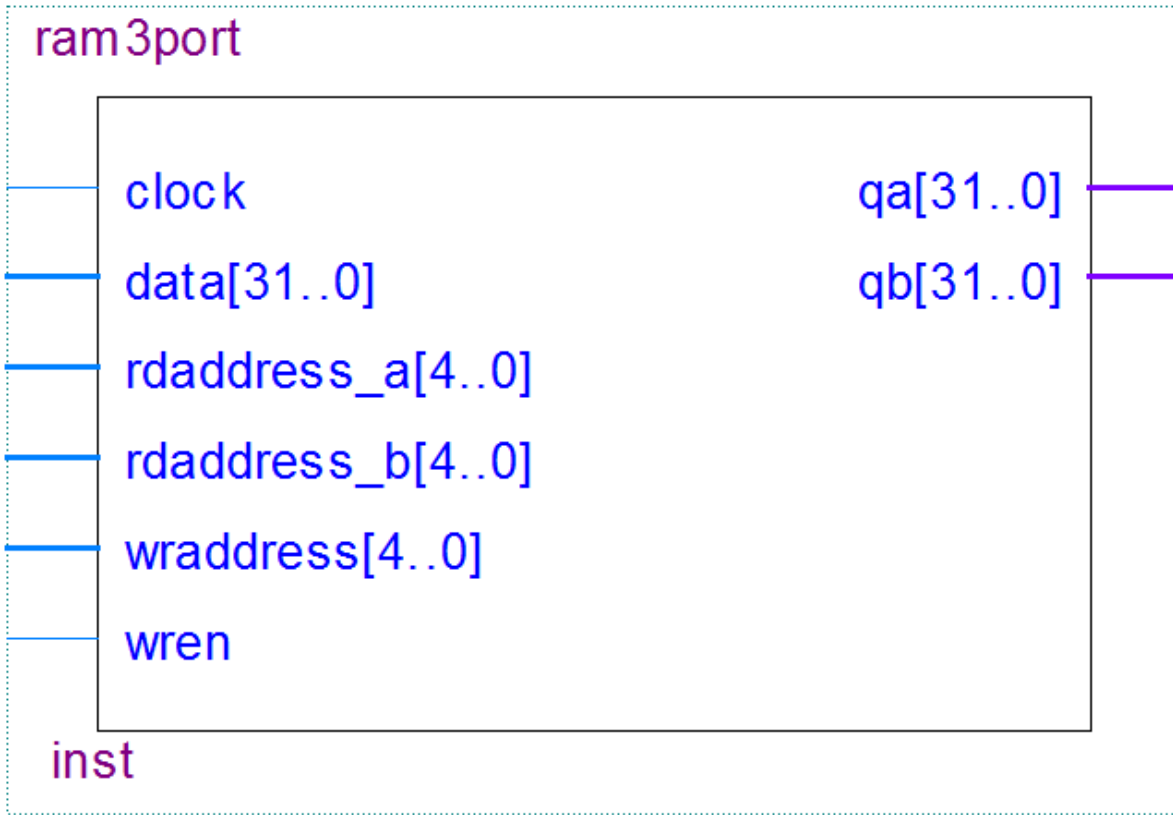 ram3port
clock
qa[31..0]
data[31..0]
qb[31..0]
rdaddress_a[4..0]
rdaddress_b[4..0]
wraddress[4..0]
wren
inst